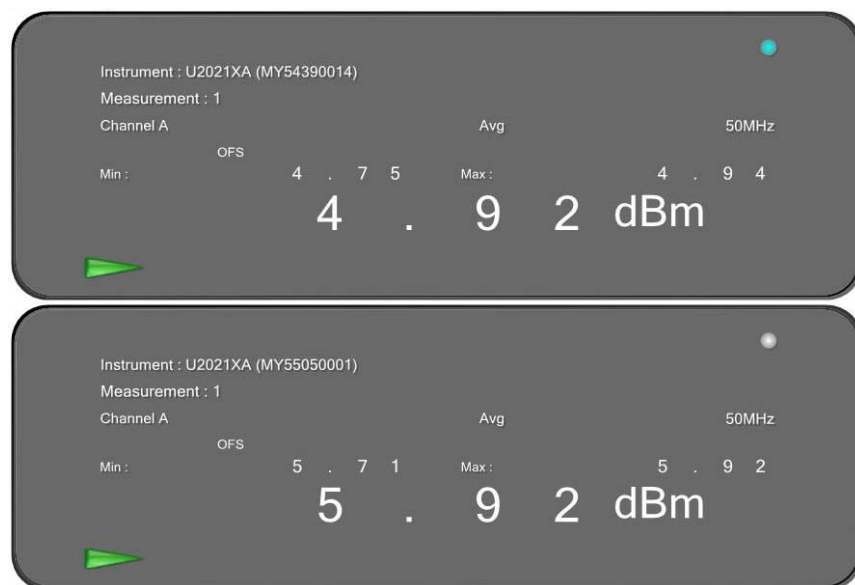 Instrument : U2021XA (MY54390014)
Measurement : 1
Channel A Avg 50MHz
OFS
Min : 4 . 7 5 Max : 4 . 9 4
4 . 9 2 dBm
Instrument : U2021XA (MY55050001)
Measurement : 1
Channel A Avg 50MHz
OFS
Min : 5 . 7 1 Max : 5 . 9 2
5 . 9 2 dBm